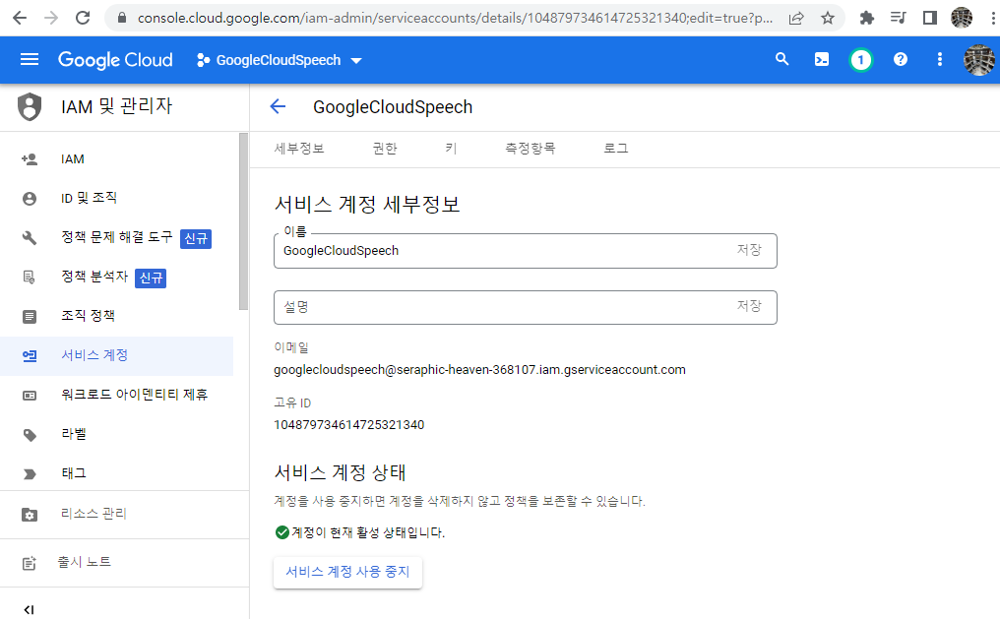 console.cloud.google.com/iam-admin/serviceaccounts/details/104879734614725321340;edit=true?p...
Google Cloud
GoogleCloudSpeech
1
IAM 및 관리자
GoogleCloudSpeech
세부정보
권한
키
측정항목
로그
IAM
ID 및 조직
정책 문제 해결 도구 신규
정책 분석자 신규
조직 정책
서비스 계정
워크로드 아이덴티티 제휴
라벨
태그
리소스 관리
출시 노트
서비스 계정 세부정보
이름
GoogleCloudSpeech 저장
설명 저장
이메일
googlecloudspeech@seraphic-heaven-368107.iam.gserviceaccount.com
고유 ID
104879734614725321340
서비스 계정 상태
계정을 사용 중지하면 계정을 삭제하지 않고 정책을 보존할 수 있습니다.
계정이 현재 활성 상태입니다.
서비스 계정 사용 중지